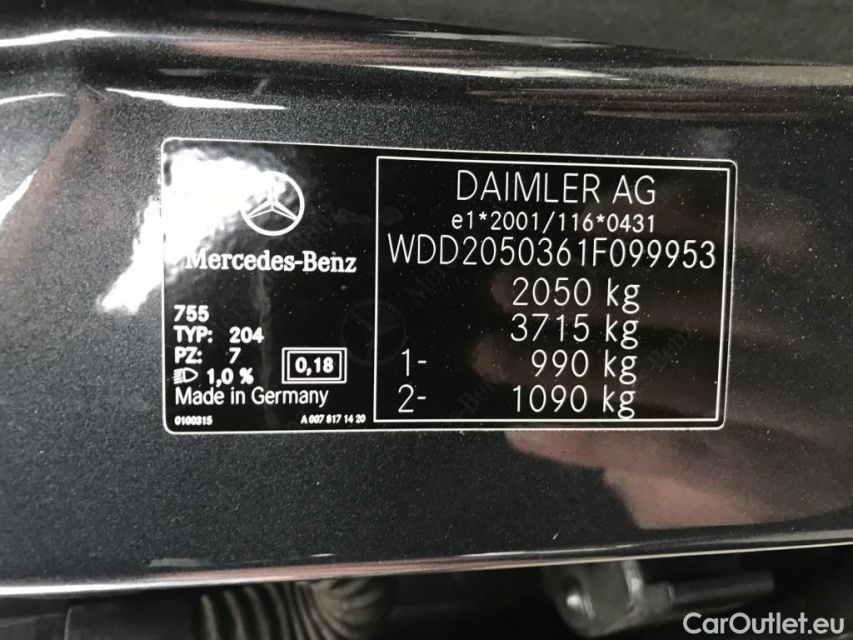 Mercedes-Benz
755
TYP: 204
PZ: 7
1,0 %
0,18
Made in Germany
0100315
A 007 817 14 20
DAIMLER AG
e1*2001/116*0431
WDD2050361F099953
2050 kg
3715 kg
1- 990 kg
2- 1090 kg
CarOutlet.eu